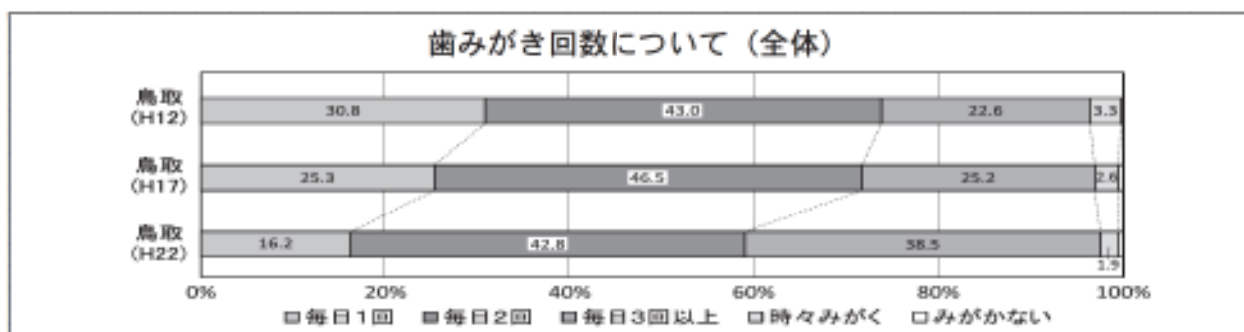 歯みがき回数について（全体）
鳥取
(H12)
30.8 43.0 22.6 3.3
鳥取
(H17)
25.3 46.5 25.2 2.6
鳥取
(H22)
16.2 42.8 38.5 1.9
0% 20% 40% 60% 80% 100%
毎日1回 毎日2回 毎日3回以上 時々みがく みがかない